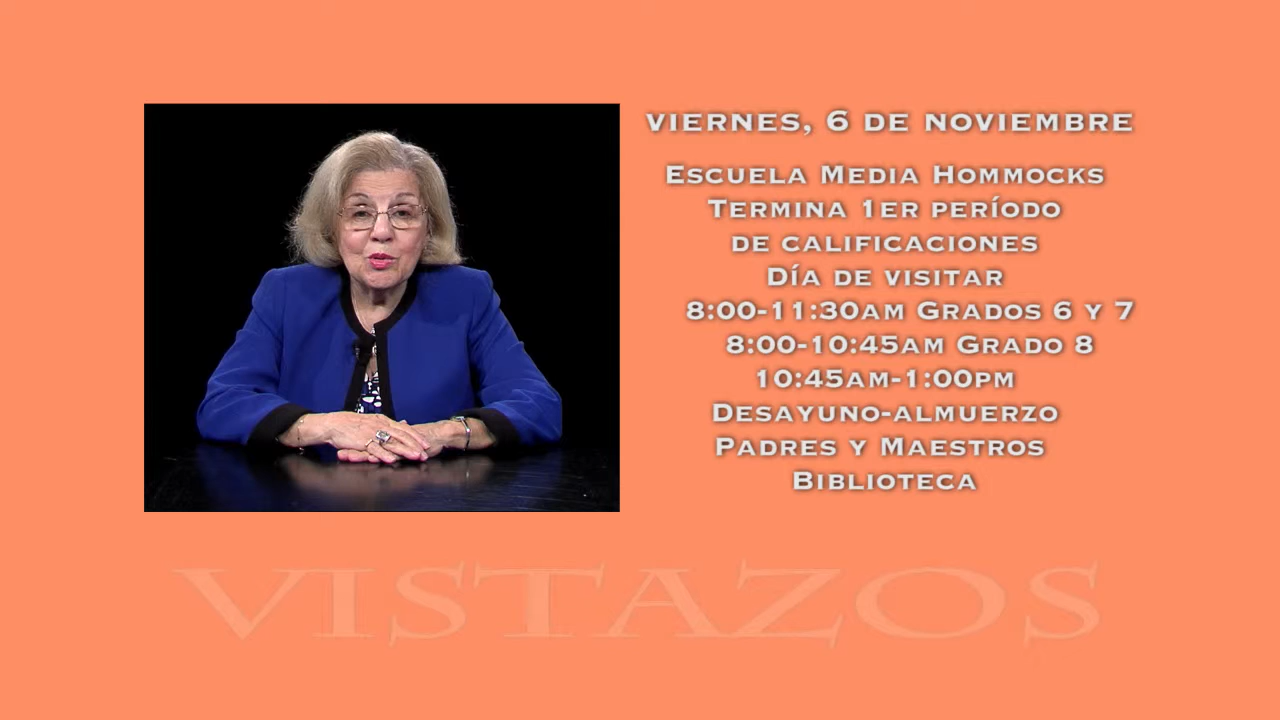 VIERNES, 6 DE NOVIEMBRE
ESCUELA MEDIA HOMMOCKS
TERMINA 1ER PERÍODO
DE CALIFICACIONES
DÍA DE VISITAR
8:00-11:30AM GRADOS 6 Y 7
8:00-10:45AM GRADO 8
10:45AM-1:00PM
DESAYUNO-ALMUERZO
PADRES Y MAESTROS
BIBLIOTECA
VISTAZOS